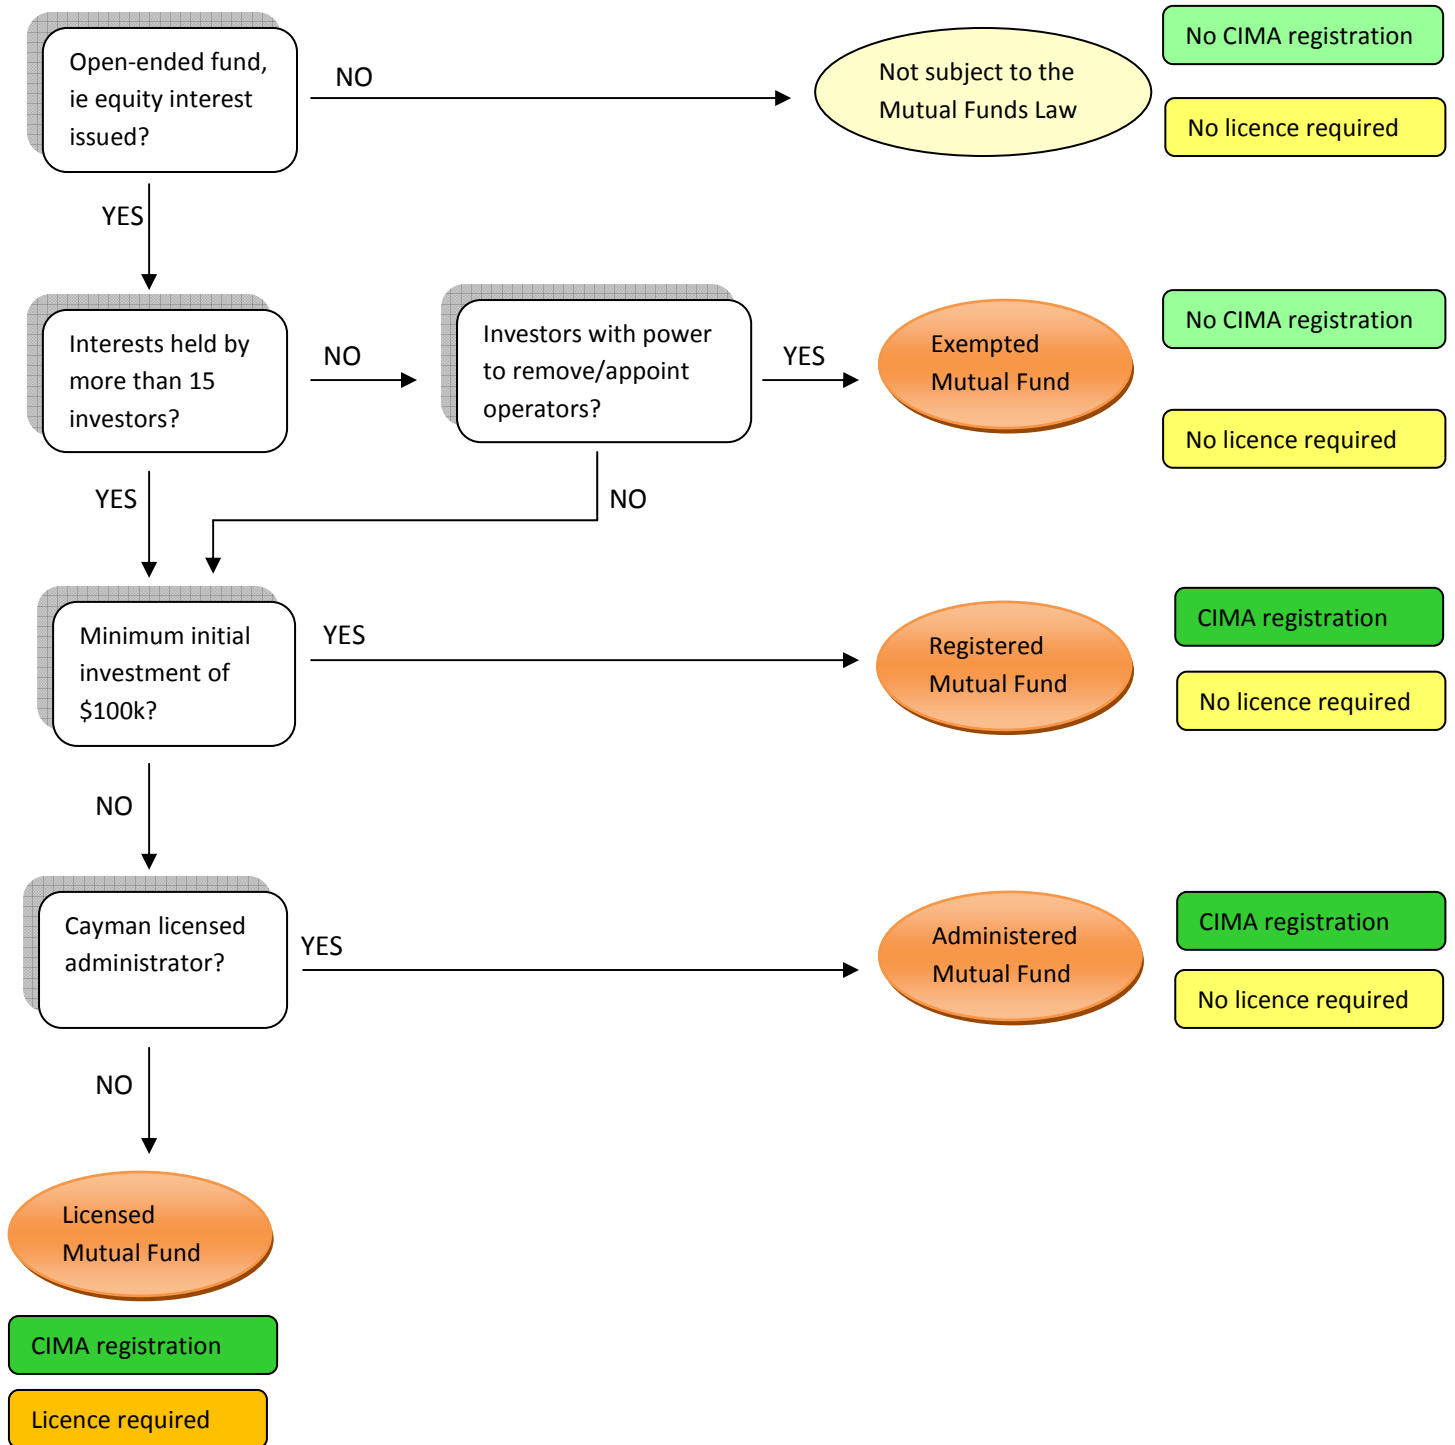 Open-ended fund,
ie equity interest
issued?
NO
Not subject to the
Mutual Funds Law
No CIMA registration
No licence required
YES
Interests held by
more than 15
investors?
NO
Investors with power
to remove/appoint
operators?
YES
Exempted
Mutual Fund
No CIMA registration
No licence required
YES
NO
Minimum initial
investment of
$100k?
YES
Registered
Mutual Fund
CIMA registration
No licence required
NO
Cayman licensed
administrator?
YES
Administered
Mutual Fund
CIMA registration
No licence required
NO
Licensed
Mutual Fund
CIMA registration
Licence required